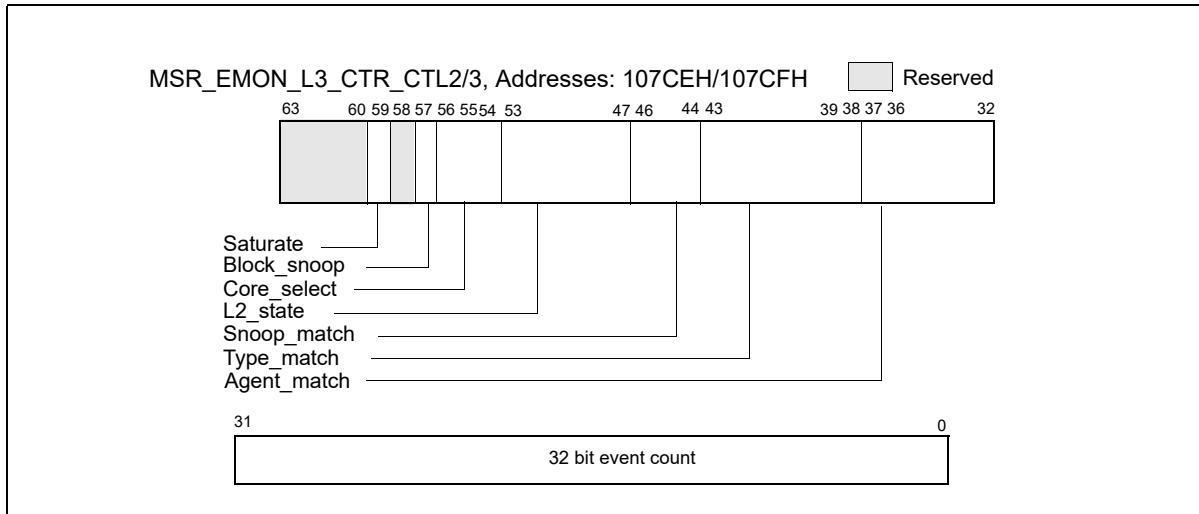 MSR_EMON_L3_CTR_CTL2/3, Addresses: 107CEH/107CFH Reserved
63 60 59 58 57 56 55 54 53 47 46 44 43 39 38 37 36 32
Saturate
Block_snoop
Core_select
L2_state
Snoop_match
Type_match
Agent_match
31 0
32 bit event count